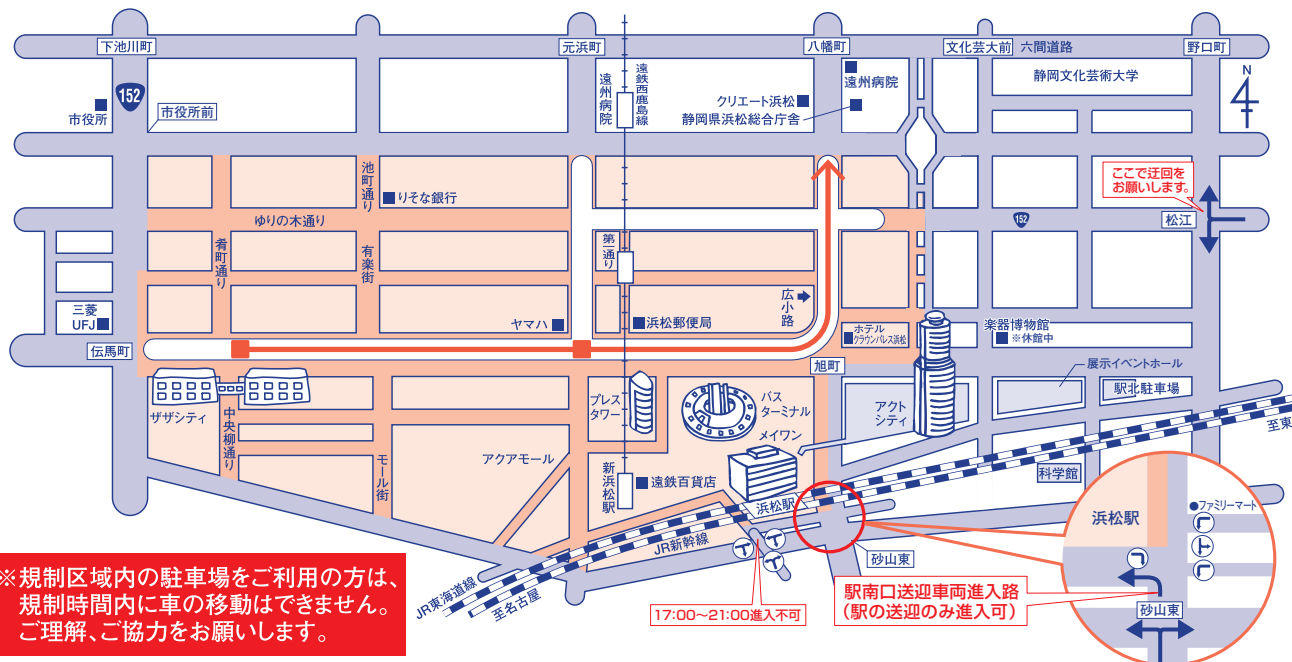 下池川町
元浜町
八幡町
文化芸大前
六間道路
野口町
152
市役所
市役所前
遠州病院
遠鉄西鹿島線
クリエート浜松
静岡県浜松総合庁舎
遠州病院
静岡文化芸術大学
N
池町通り
りそな銀行
ここで迂回を
お願いします。
ゆりの木通り
152
松江
肴町通り
有楽街
第一通り
広小路
三菱
UFJ
ヤマハ
浜松郵便局
ホテル
クラウンパレス浜松
楽器博物館
※休館中
伝馬町
旭町
展示イベントホール
駅北駐車場
ザザシティ
中央柳通り
プレス
タワー
バス
ターミナル
メイワン
アクト
シティ
至東
モール街
アクアモール
新浜松駅
遠鉄百貨店
浜松駅
科学館
JR新幹線
JR東海道線
至名古屋
砂山東
浜松駅
ファミリーマート
砂山東
17:00〜21:00進入不可
駅南口送迎車両進入路
(駅の送迎のみ進入可)
※規制区域内の駐車場をご利用の方は、
規制時間内に車の移動はできません。
ご理解、ご協力をお願いします。